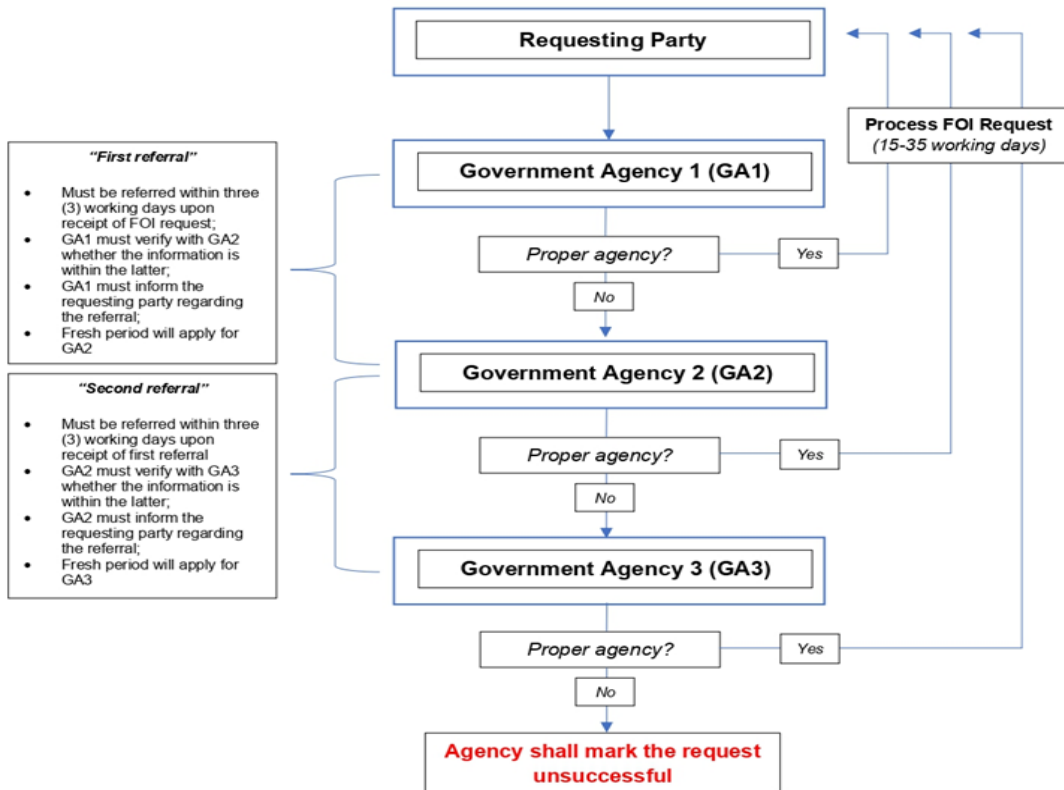 Requesting Party
Process FOI Request
(15-35 working days)
"First referral"
• Must be referred within three
(3) working days upon
receipt of FOI request;
• GA1 must verify with GA2
whether the information is
within the latter;
• GA1 must inform the
requesting party regarding
the referral;
• Fresh period will apply for
GA2
Government Agency 1 (GA1)
Proper agency?
Yes
No
Government Agency 2 (GA2)
"Second referral"
• Must be referred within three
(3) working days upon
receipt of first referral
• GA2 must verify with GA3
whether the information is
within the latter;
• GA2 must inform the
requesting party regarding
the referral;
• Fresh period will apply for
GA3
Proper agency?
Yes
No
Government Agency 3 (GA3)
Proper agency?
Yes
No
Agency shall mark the request
unsuccessful